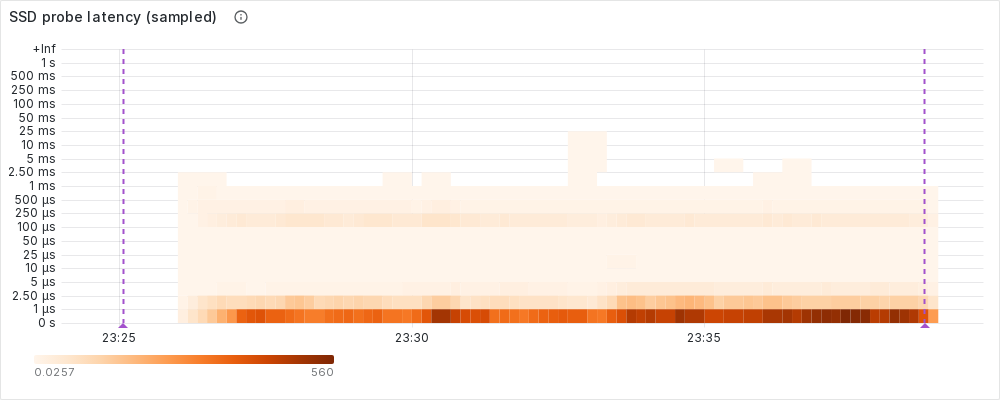 SSD probe latency (sampled)
+Inf
1 s
500 ms
250 ms
100 ms
50 ms
25 ms
10 ms
5 ms
2.50 ms
1 ms
500 µs
250 µs
100 µs
50 µs
25 µs
10 µs
5 µs
2.50 µs
1 µs
0 s
23:25 23:30 23:35
0.0257 560